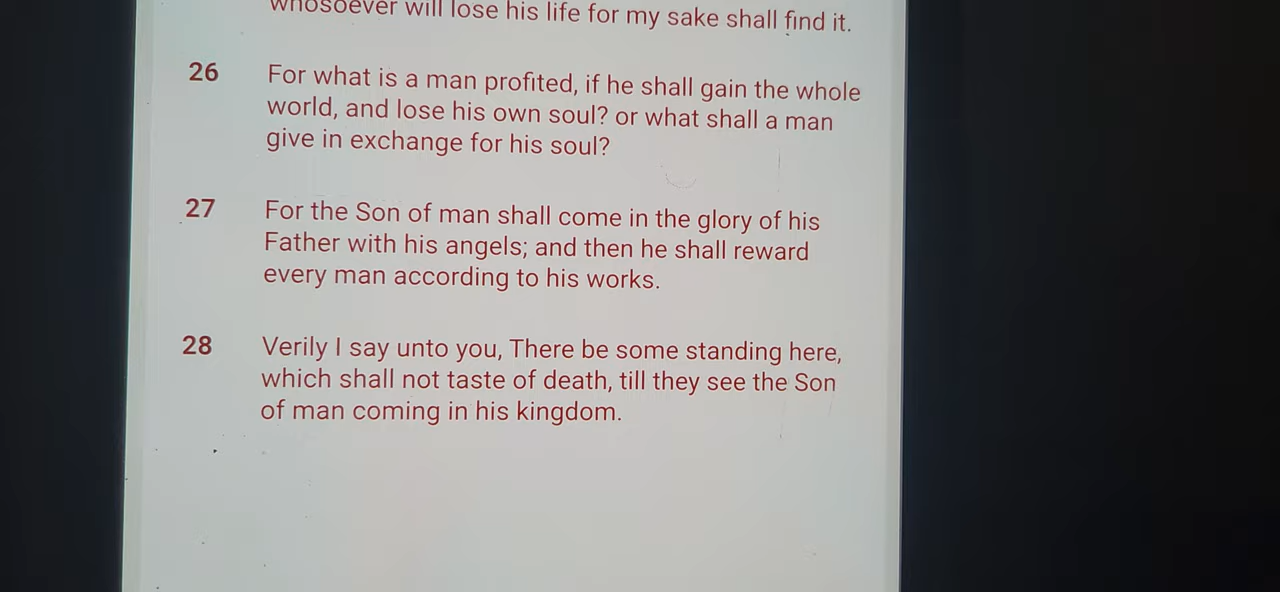 whosoever will lose his life for my sake shall find it.
26 For what is a man profited, if he shall gain the whole
world, and lose his own soul? or what shall a man
give in exchange for his soul?
27 For the Son of man shall come in the glory of his
Father with his angels; and then he shall reward
every man according to his works.
28 Verily I say unto you, There be some standing here,
which shall not taste of death, till they see the Son
of man coming in his kingdom.